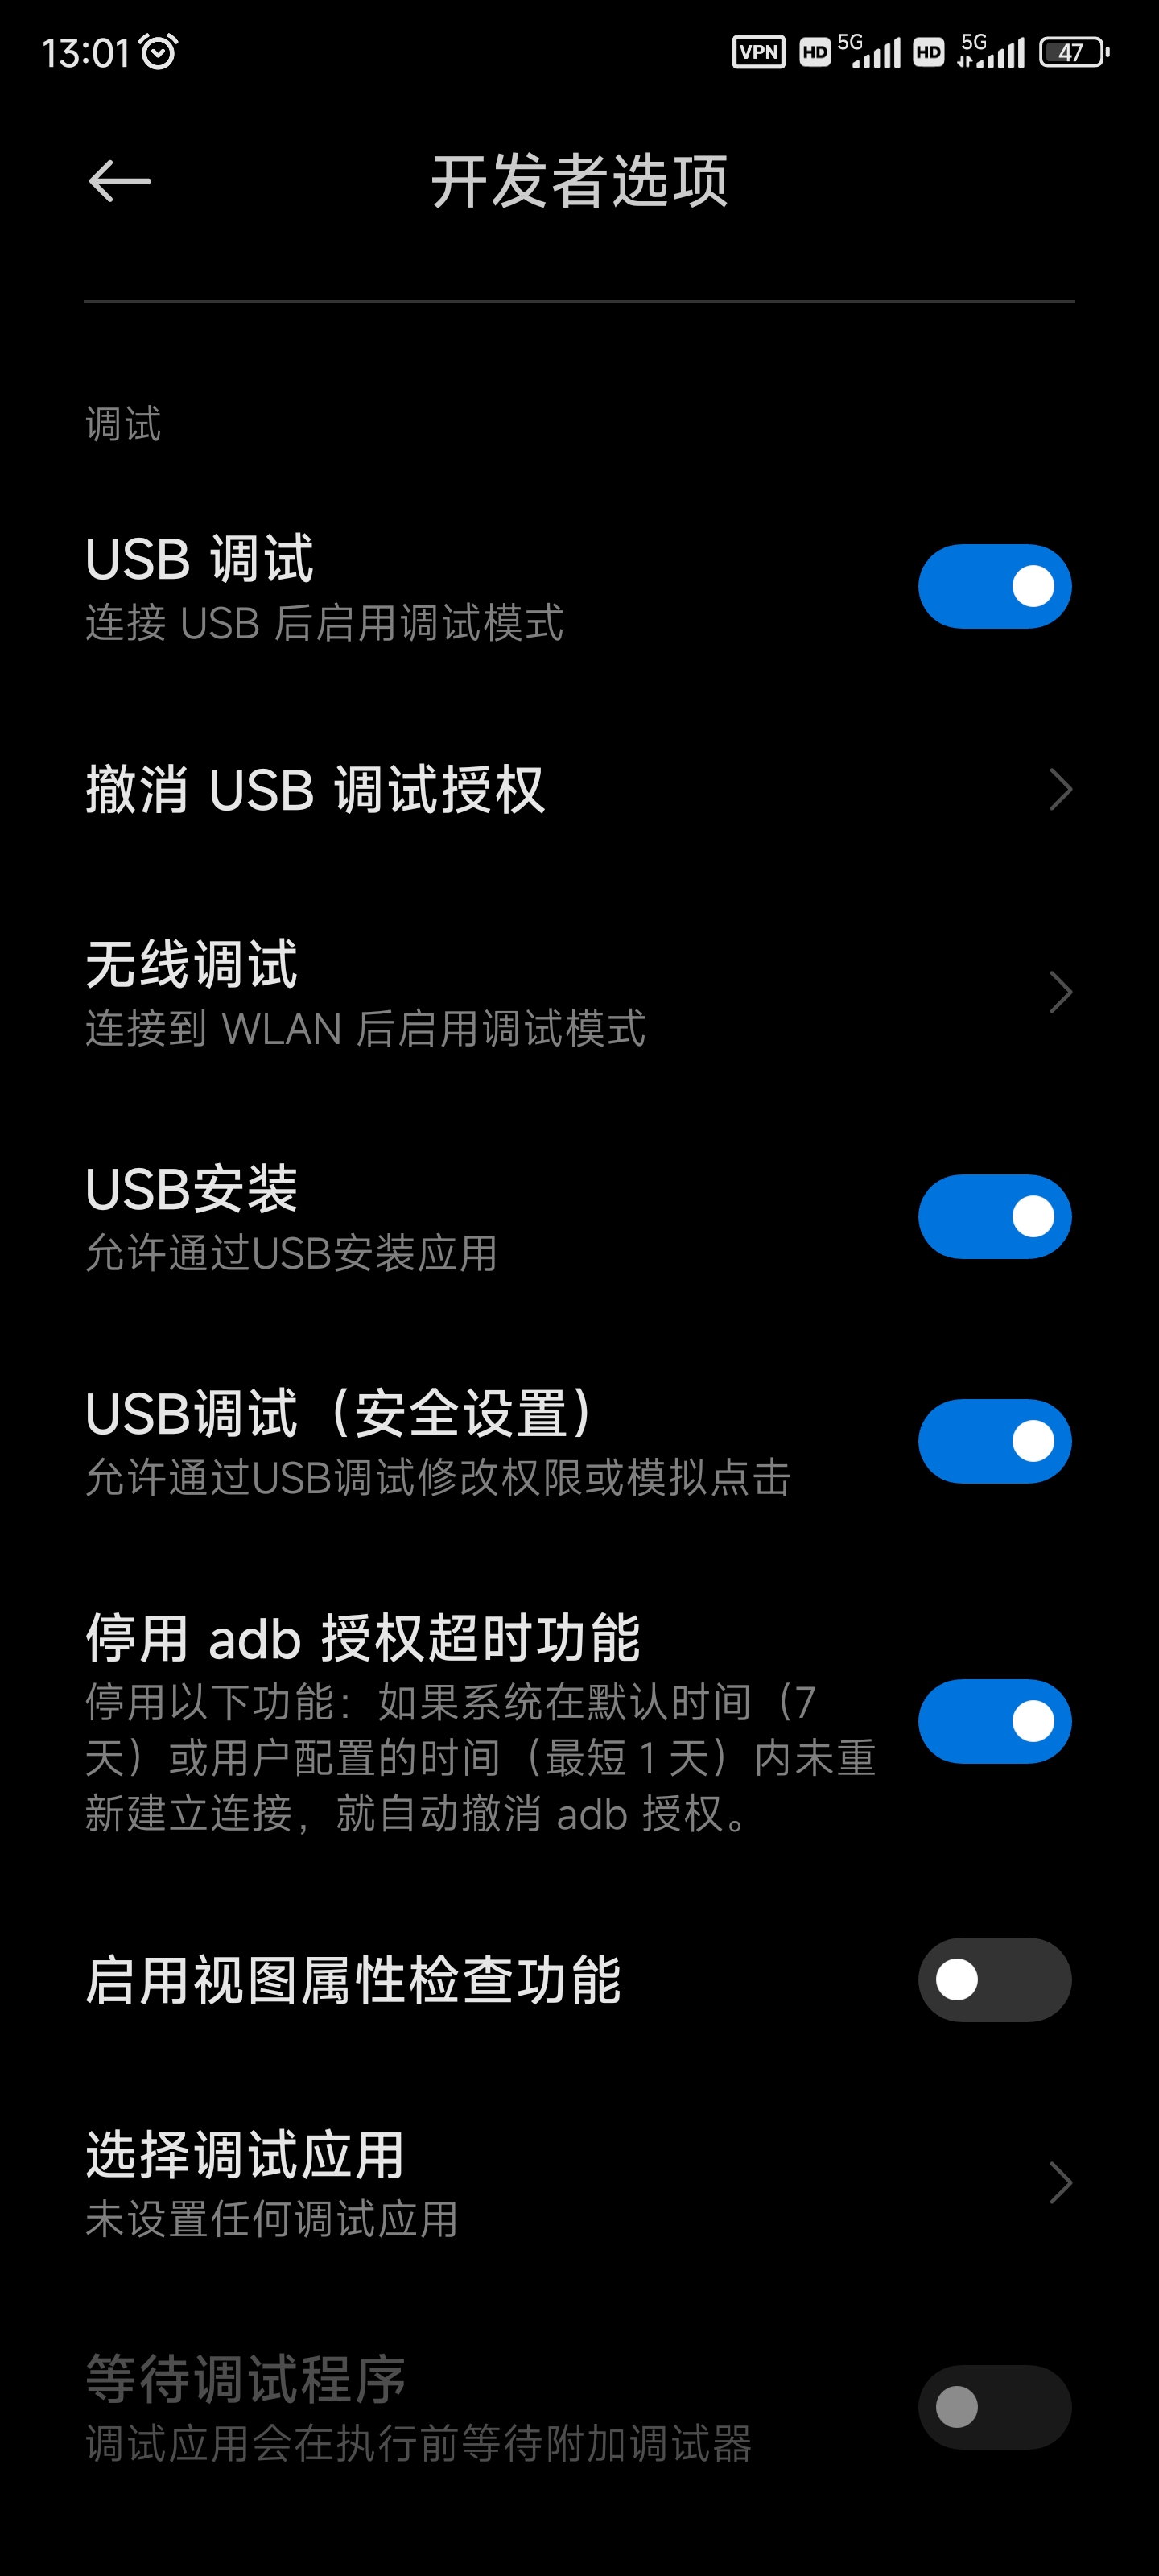 13:01 VPN HD 5G HD 5G 47
开发者选项
调试
USB 调试
连接 USB 后启用调试模式
撤消 USB 调试授权
无线调试
连接到 WLAN 后启用调试模式
USB安装
允许通过USB安装应用
USB调试（安全设置）
允许通过USB调试修改权限或模拟点击
停用 adb 授权超时功能
停用以下功能：如果系统在默认时间（7
天）或用户配置的时间（最短 1 天）内未重
新建立连接，就自动撤消 adb 授权。
启用视图属性检查功能
选择调试应用
未设置任何调试应用
等待调试程序
调试应用会在执行前等待附加调试器